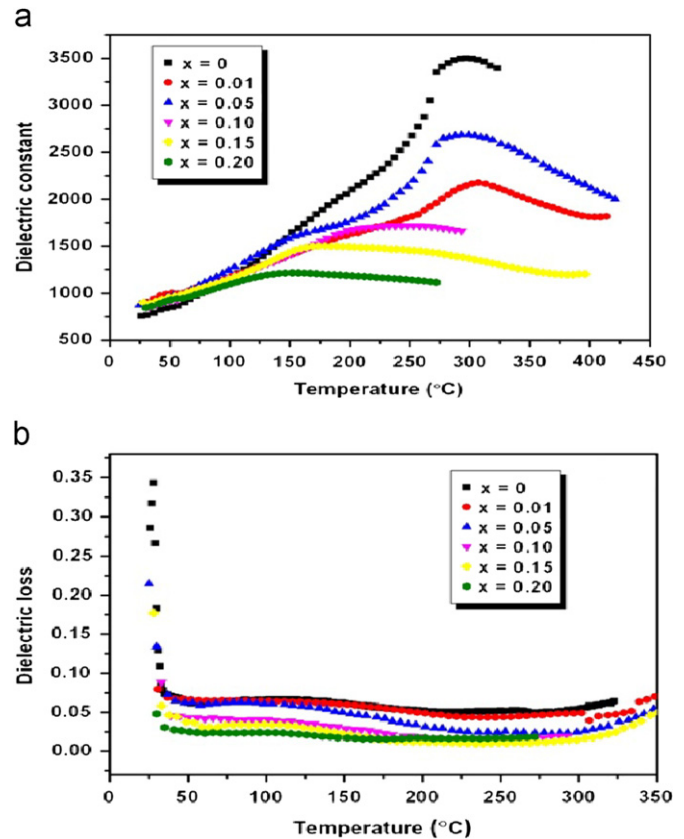 a
3500
3000
2500
2000
1500
1000
500
Dielectric constant
x = 0
x = 0.01
x = 0.05
x = 0.10
x = 0.15
x = 0.20
0 50 100 150 200 250 300 350 400 450
Temperature (°C)
b
0.35
0.30
0.25
0.20
0.15
0.10
0.05
0.00
Dielectric loss
x = 0
x = 0.01
x = 0.05
x = 0.10
x = 0.15
x = 0.20
0 50 100 150 200 250 300 350
Temperature (°C)